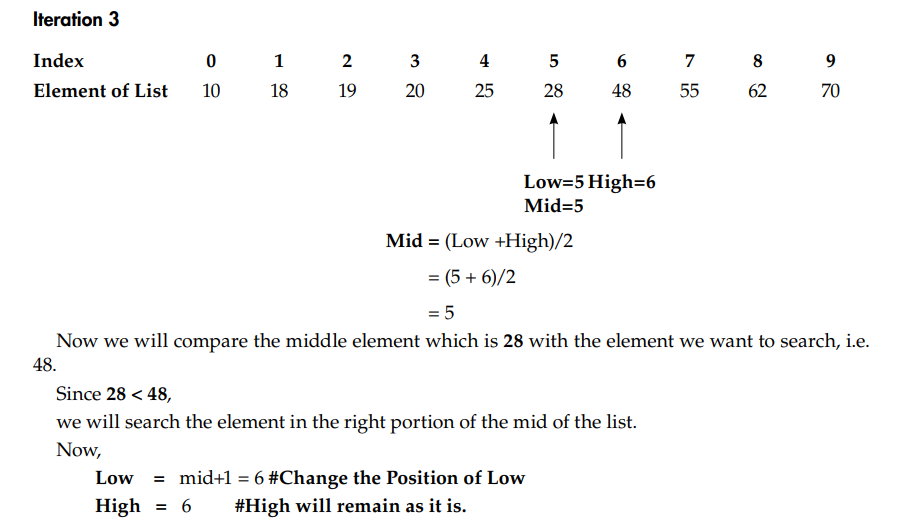 Iteration 3
Index 0 1 2 3 4 5 6 7 8 9
Element of List 10 18 19 20 25 28 48 55 62 70
Low=5 High=6
Mid=5
Mid = (Low +High)/2
= (5 + 6)/2
= 5
Now we will compare the middle element which is 28 with the element we want to search, i.e.
48.
Since 28 < 48,
we will search the element in the right portion of the mid of the list.
Now,
Low = mid+1 = 6 #Change the Position of Low
High = 6 #High will remain as it is.